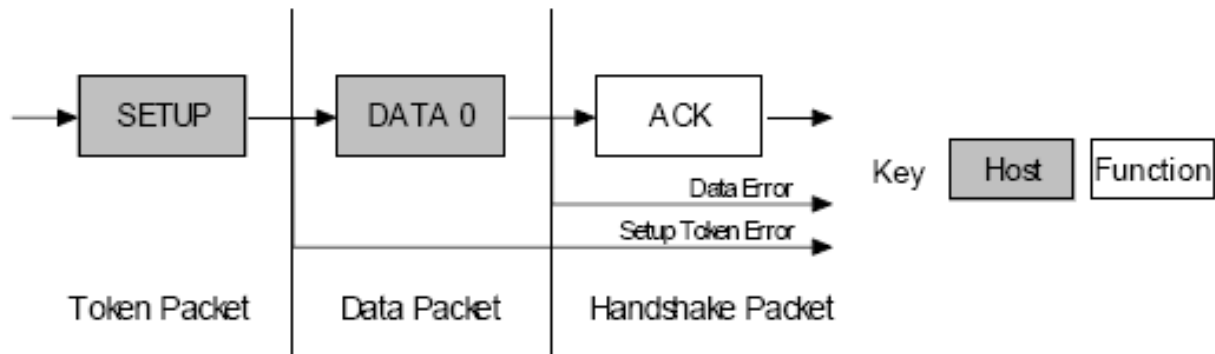 SETUP
DATA 0
ACK
Data Error
Setup Token Error
Key
Host
Function
Token Packet
Data Packet
Handshake Packet